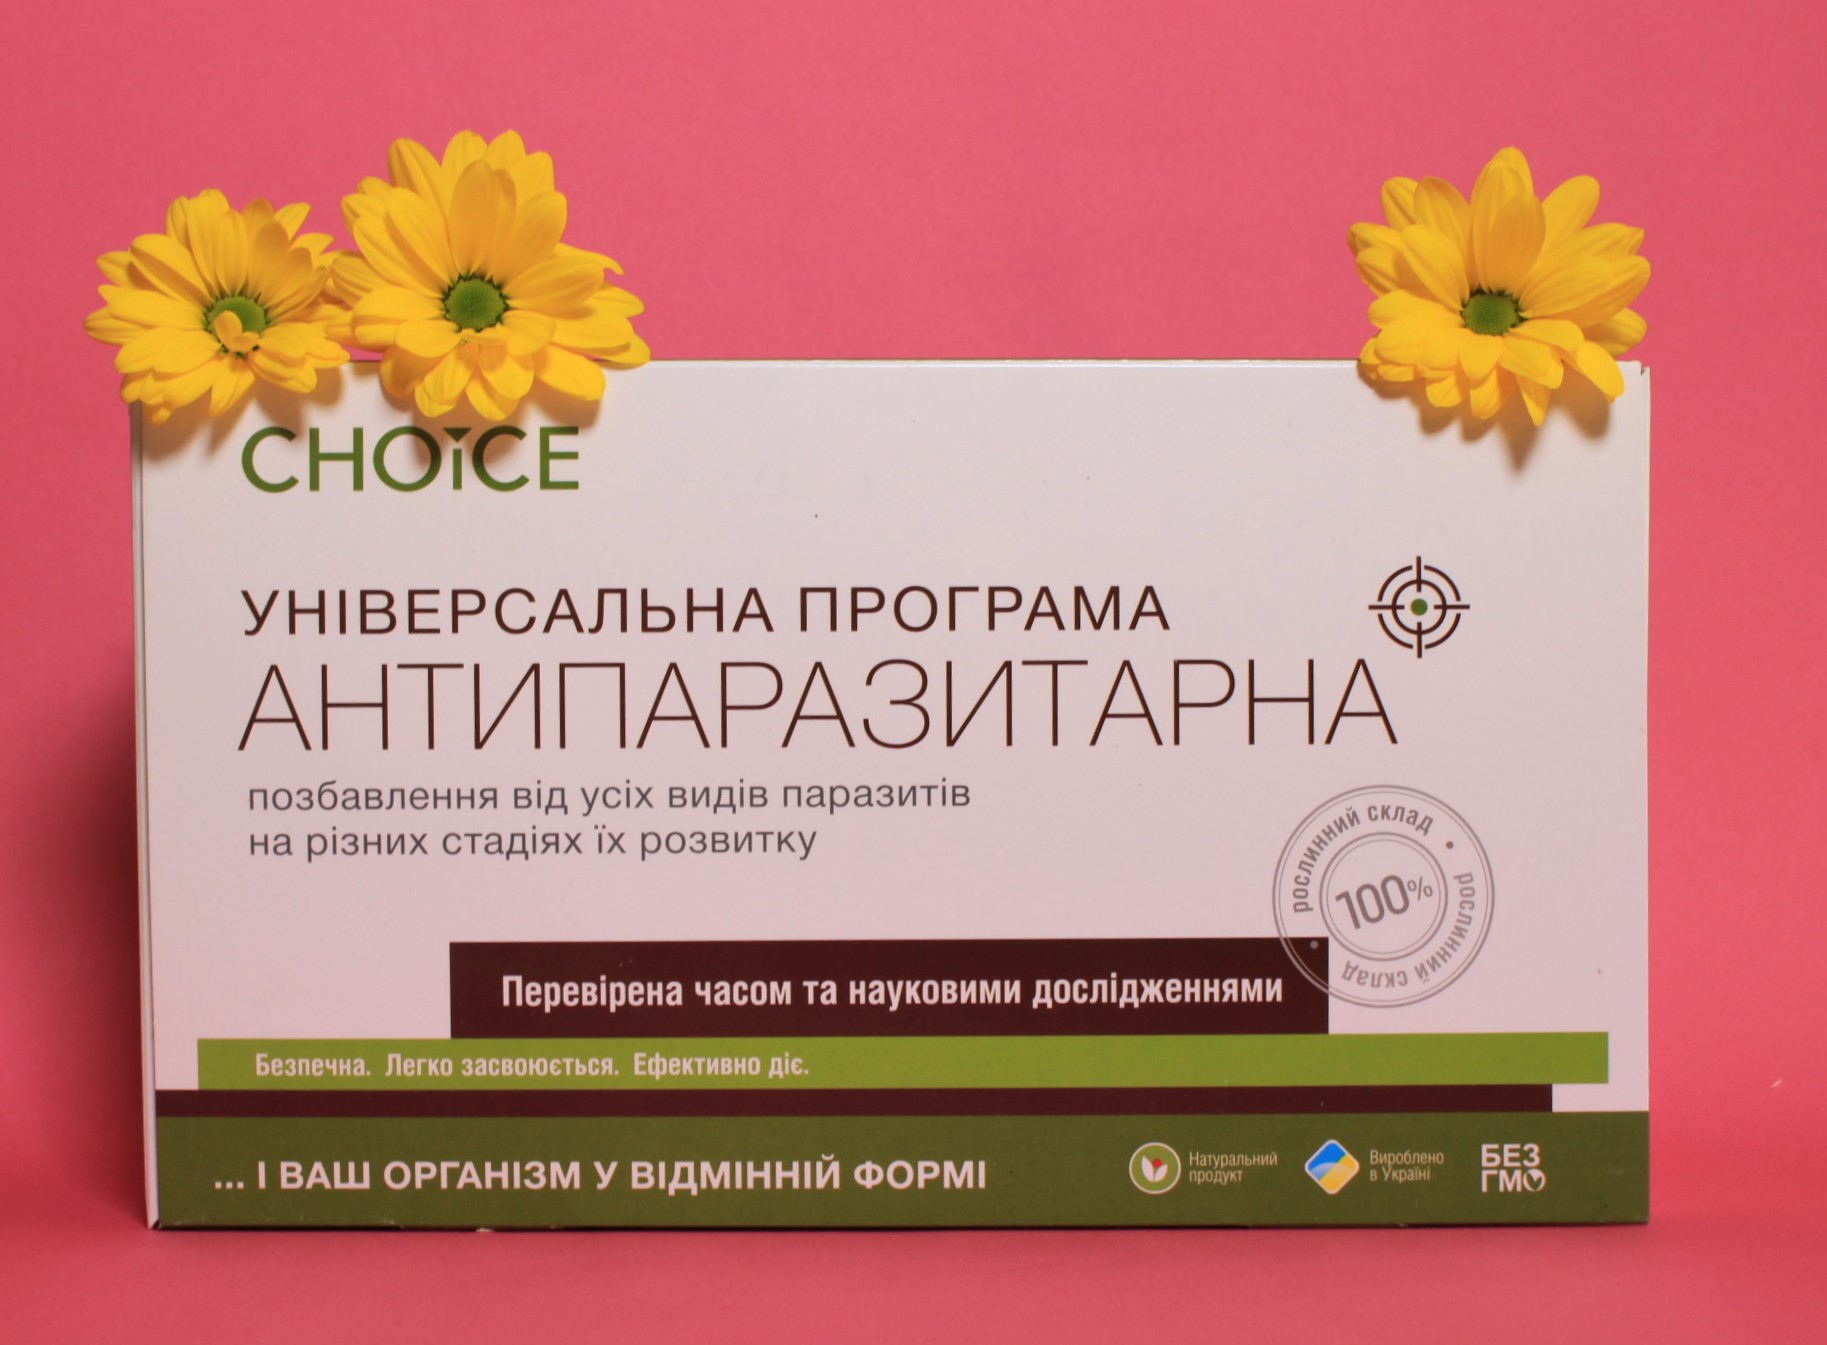 CHOiCE
УНІВЕРСАЛЬНА ПРОГРАМА
АНТИПАРАЗИТАРНА
позбавлення від усіх видів паразитів
на різних стадіях їх розвитку
рослинний склад • рослинний склад •
100%
Перевірена часом та науковими дослідженнями
Безпечна. Легко засвоюється. Ефективно діє.
... І ВАШ ОРГАНІЗМ У ВІДМІННІЙ ФОРМІ
Натуральний
продукт
Вироблено
в Україні
БЕЗ
ГМО